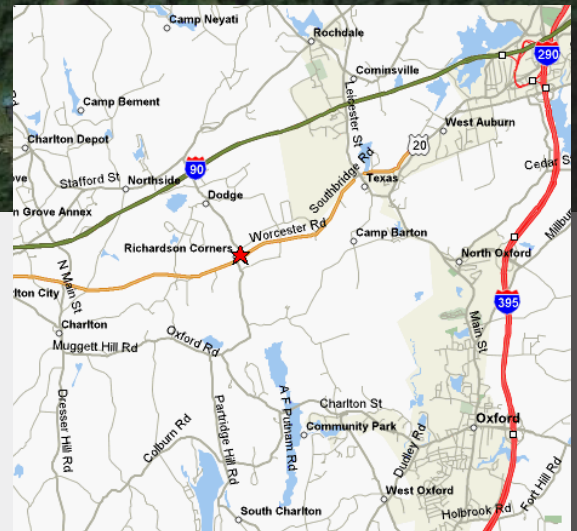 Camp Neyati
Rochdale
290
Cominsville
Leicester St
Camp Bement
West Auburn
20
Charlton Depot
Southbridge Rd
90
Cedar St
Stafford St
Northside
Texas
Dodge
n Grove Annex
Worcester Rd
Camp Barton
Richardson Corners
North Oxford
N Main St
lton City
395
Charlton
Main St
Muggett Hill Rd
Oxford Rd
Dresser Hill Rd
Partridge Hill Rd
A F Putnam Rd
Charlton St
Oxford
Colburn Rd
Community Park
Dudley Rd
Fort Hill Rd
West Oxford
South Charlton
Holbrook Rd